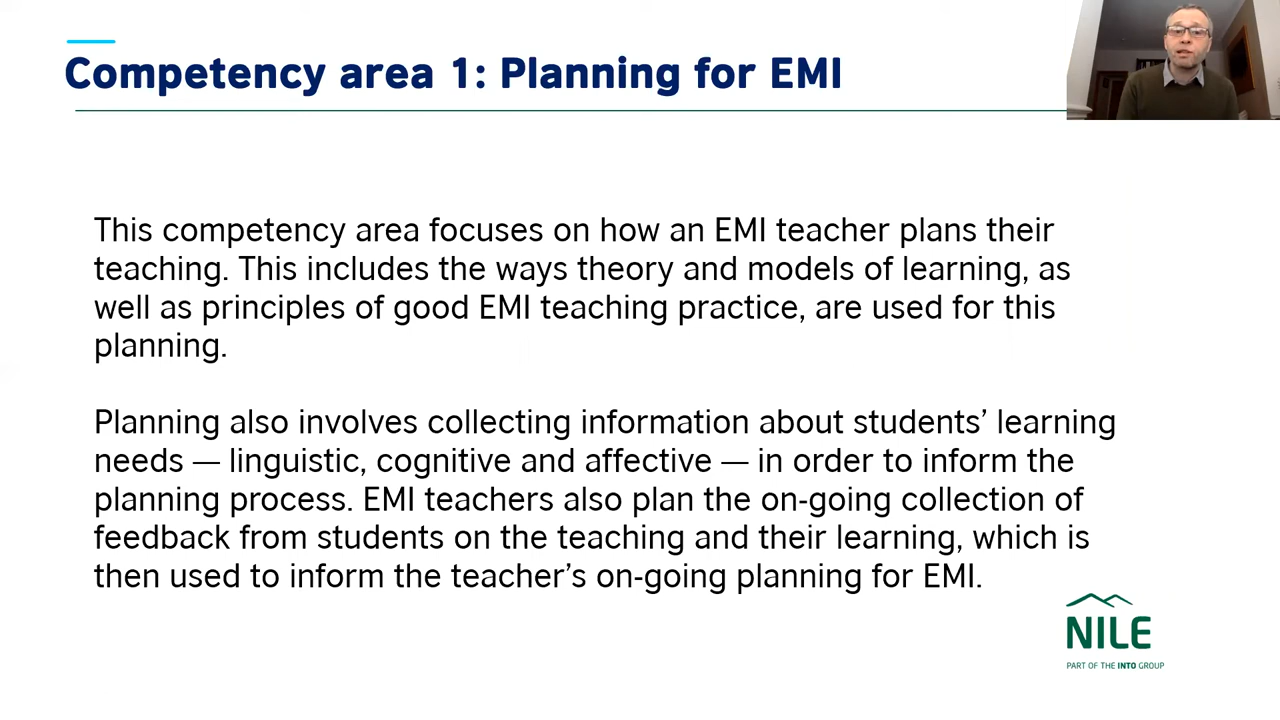 Competency area 1: Planning for EMI
This competency area focuses on how an EMI teacher plans their
teaching. This includes the ways theory and models of learning, as
well as principles of good EMI teaching practice, are used for this
planning.
Planning also involves collecting information about students’ learning
needs — linguistic, cognitive and affective — in order to inform the
planning process. EMI teachers also plan the on-going collection of
feedback from students on the teaching and their learning, which is
then used to inform the teacher’s on-going planning for EMI.
NILE
PART OF THE INTO GROUP